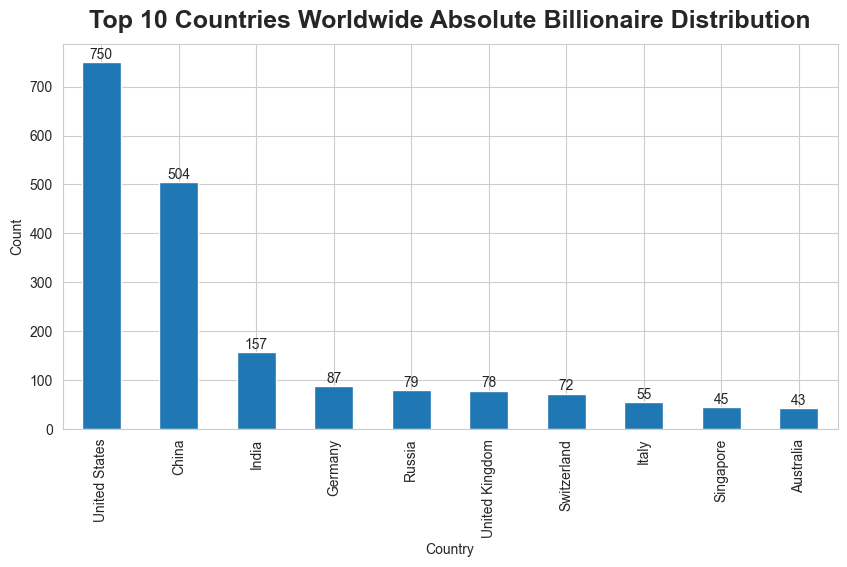 Top 10 Countries Worldwide Absolute Billionaire Distribution
Count
700
600
500
400
300
200
100
0
750
504
157
87
79
78
72
55
45
43
United States
China
India
Germany
Russia
United Kingdom
Switzerland
Italy
Singapore
Australia
Country